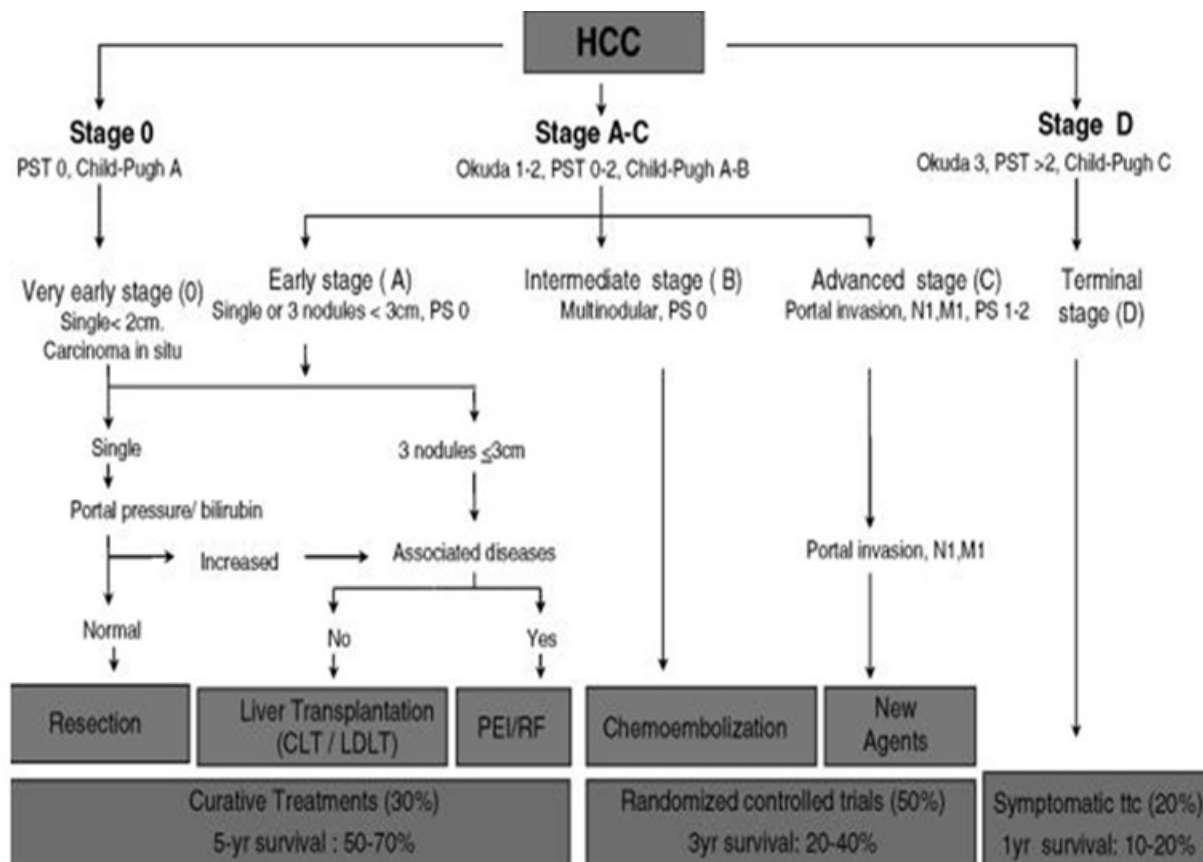 HCC
Stage 0
PST 0, Child-Pugh A
Stage A-C
Okuda 1-2, PST 0-2, Child-Pugh A-B
Stage D
Okuda 3, PST >2, Child-Pugh C
Very early stage (0)
Single< 2cm.
Carcinoma in situ
Early stage ( A)
Single or 3 nodules < 3cm, PS 0
Intermediate stage ( B)
Multinodular, PS 0
Advanced stage (C)
Portal invasion, N1,M1, PS 1-2
Terminal
stage (D)
Single
3 nodules ≤3cm
Portal pressure/ bilirubin
Increased
Associated diseases
Portal invasion, N1,M1
Normal
No
Yes
Resection
Liver Transplantation
(CLT / LDLT)
PEI/RF
Chemoembolization
New
Agents
Curative Treatments (30%)
5-yr survival : 50-70%
Randomized controlled trials (50%)
3yr survival: 20-40%
Symptomatic ttc (20%)
1yr survival: 10-20%